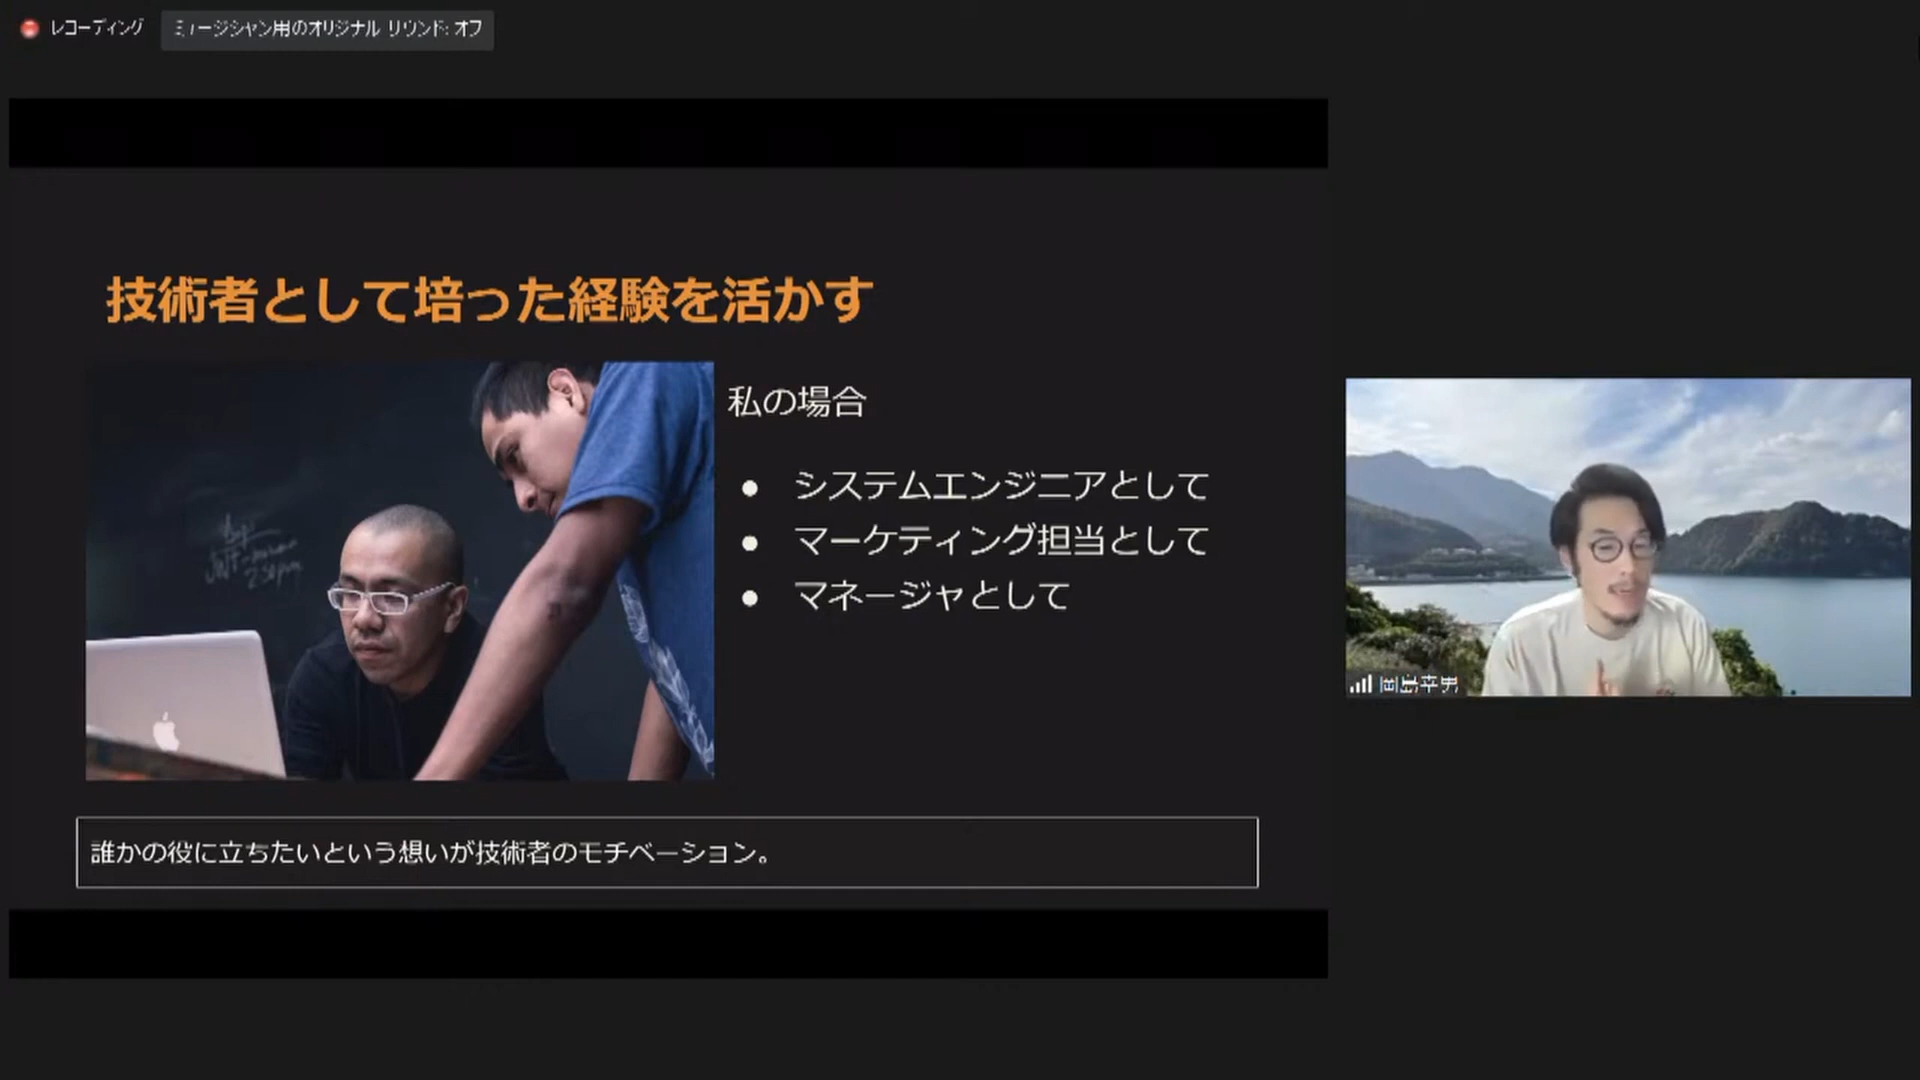 レコーディング
ミュージシャン用のオリジナル サウンド: オフ
技術者として培った経験を活かす
私の場合
● システムエンジニアとして
● マーケティング担当として
● マネージャとして
誰かの役に立ちたいという想いが技術者のモチベーション。